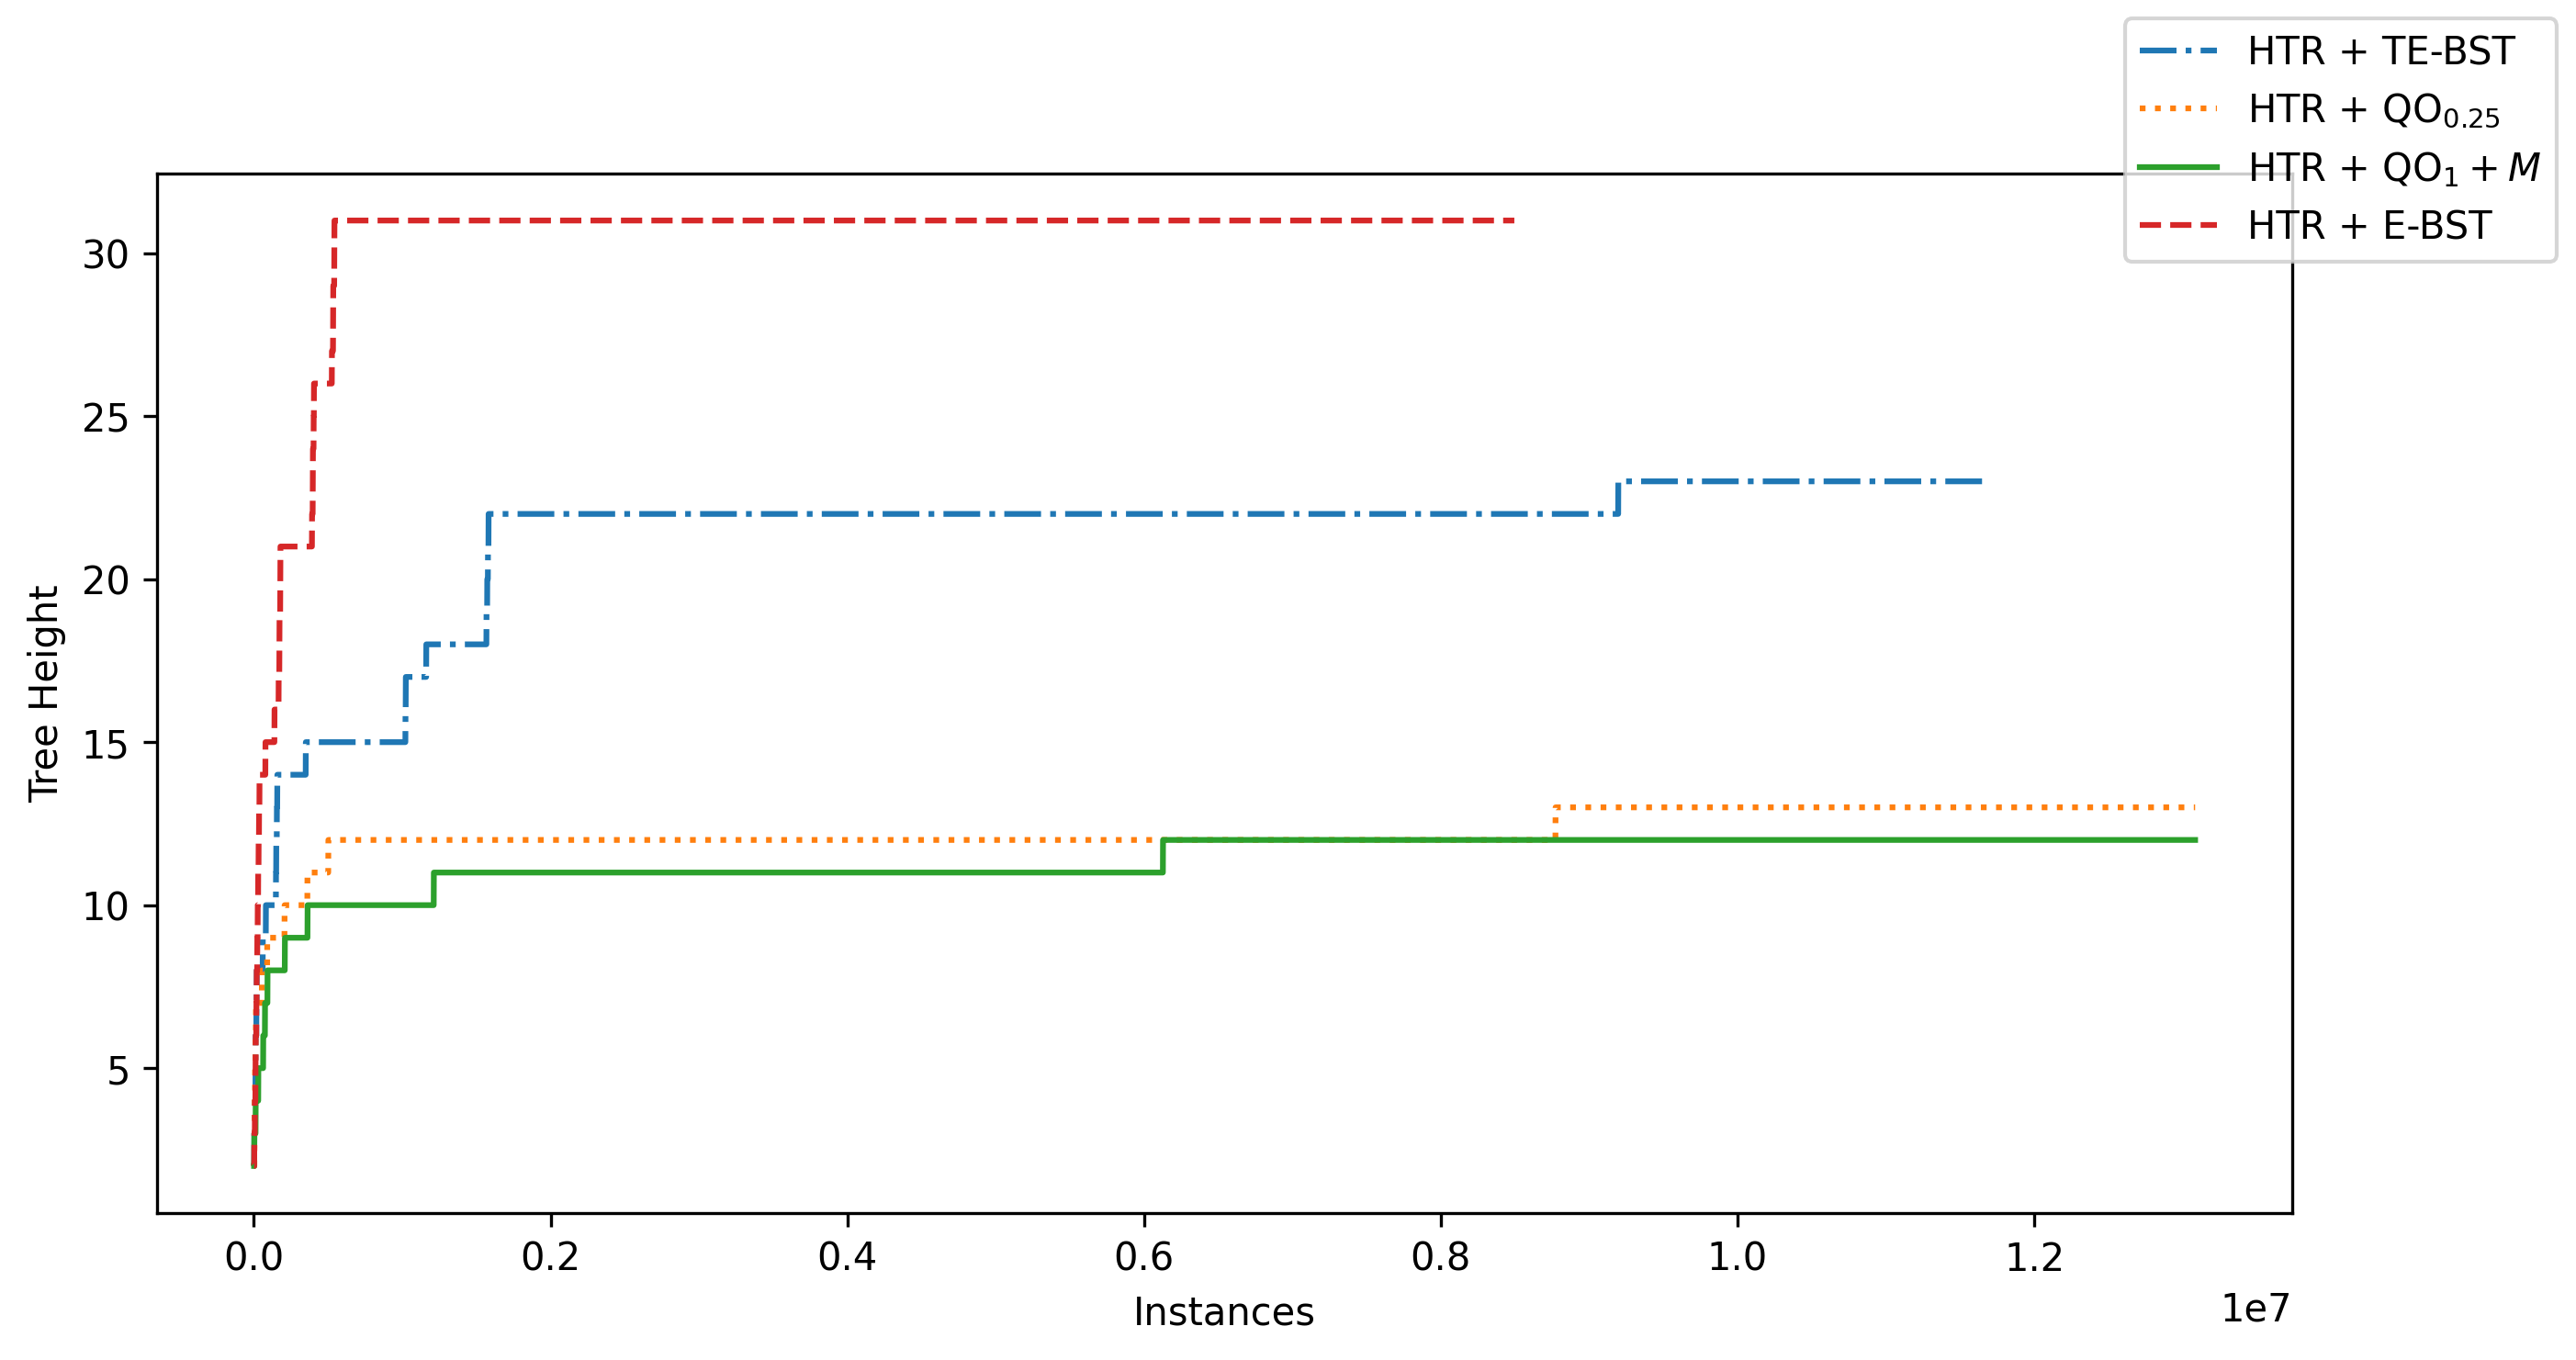 HTR + TE-BST
HTR + QO0.25
HTR + QO1 + M
HTR + E-BST
Tree Height
30
25
20
15
10
5
0.0 0.2 0.4 0.6 0.8 1.0 1.2
1e7
Instances